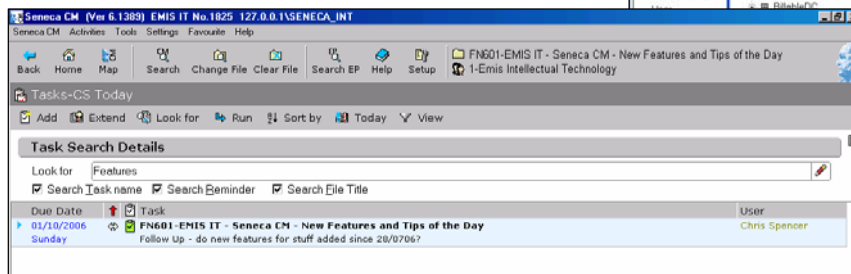 BillableDC
Seneca CM (Ver 6.1389) EMIS IT No.1825 127.0.0.1\SENECA_INT
Seneca CM Activities Tools Settings Favourite Help
Back Home Map Search Change File Clear File Search EP Help Setup
FN601-EMIS IT - Seneca CM - New Features and Tips of the Day
1-Emis Intellectual Technology
Tasks-CS Today
Add Extend Look for Run Sort by Today View
Task Search Details
Look for Features
Search Task name Search Reminder Search File Title
Due Date Task User
01/10/2006 FN601-EMIS IT - Seneca CM - New Features and Tips of the Day Chris Spencer
Sunday Follow Up - do new features for stuff added since 20/0706?